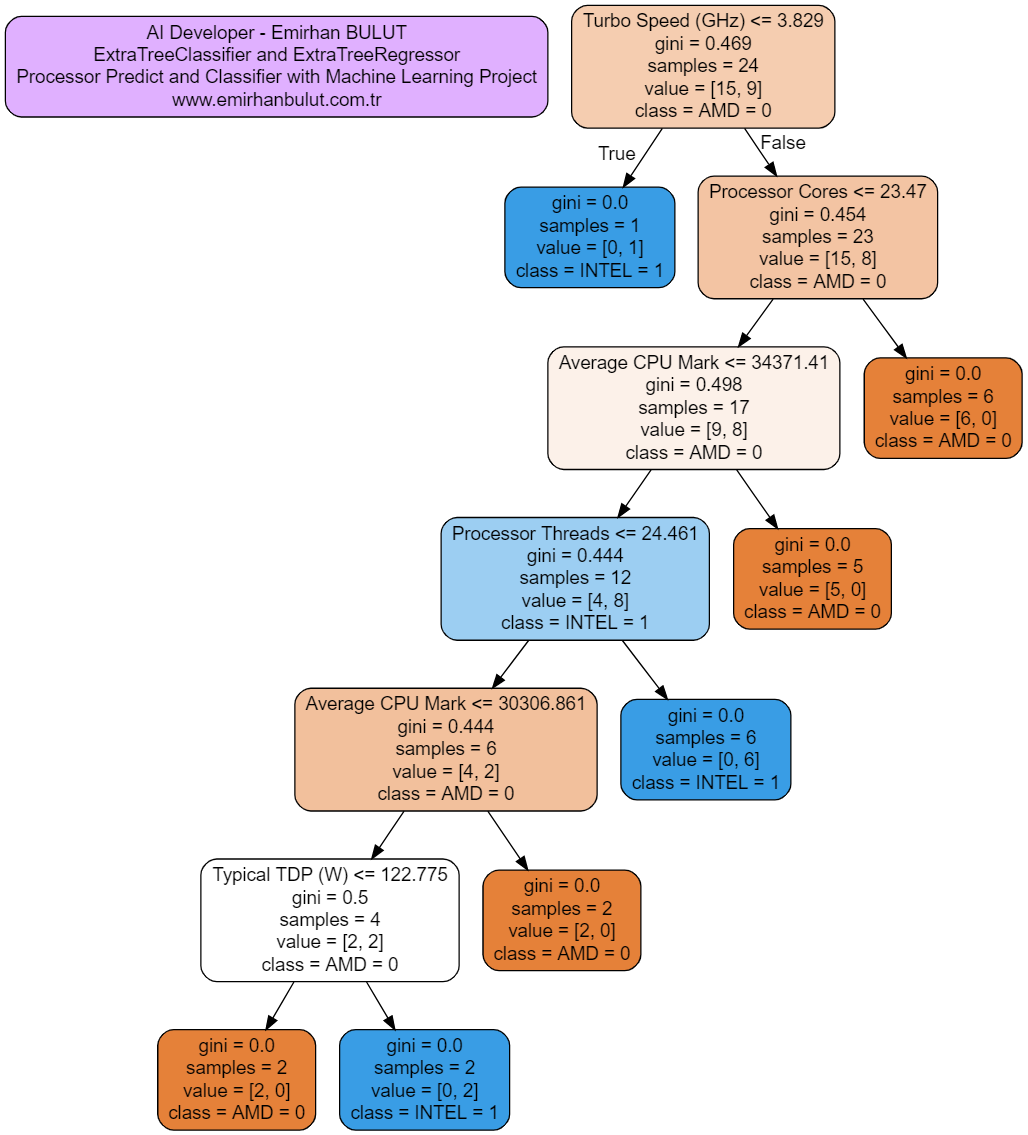 AI Developer - Emirhan BULUT
ExtraTreeClassifier and ExtraTreeRegressor
Processor Predict and Classifier with Machine Learning Project
www.emirhanbulut.com.tr
Turbo Speed (GHz) <= 3.829
gini = 0.469
samples = 24
value = [15, 9]
class = AMD = 0
True
False
gini = 0.0
samples = 1
value = [0, 1]
class = INTEL = 1
Processor Cores <= 23.47
gini = 0.454
samples = 23
value = [15, 8]
class = AMD = 0
Average CPU Mark <= 34371.41
gini = 0.498
samples = 17
value = [9, 8]
class = AMD = 0
gini = 0.0
samples = 6
value = [6, 0]
class = AMD = 0
Processor Threads <= 24.461
gini = 0.444
samples = 12
value = [4, 8]
class = INTEL = 1
gini = 0.0
samples = 5
value = [5, 0]
class = AMD = 0
Average CPU Mark <= 30306.861
gini = 0.444
samples = 6
value = [4, 2]
class = AMD = 0
gini = 0.0
samples = 6
value = [0, 6]
class = INTEL = 1
Typical TDP (W) <= 122.775
gini = 0.5
samples = 4
value = [2, 2]
class = AMD = 0
gini = 0.0
samples = 2
value = [2, 0]
class = AMD = 0
gini = 0.0
samples = 2
value = [2, 0]
class = AMD = 0
gini = 0.0
samples = 2
value = [0, 2]
class = INTEL = 1